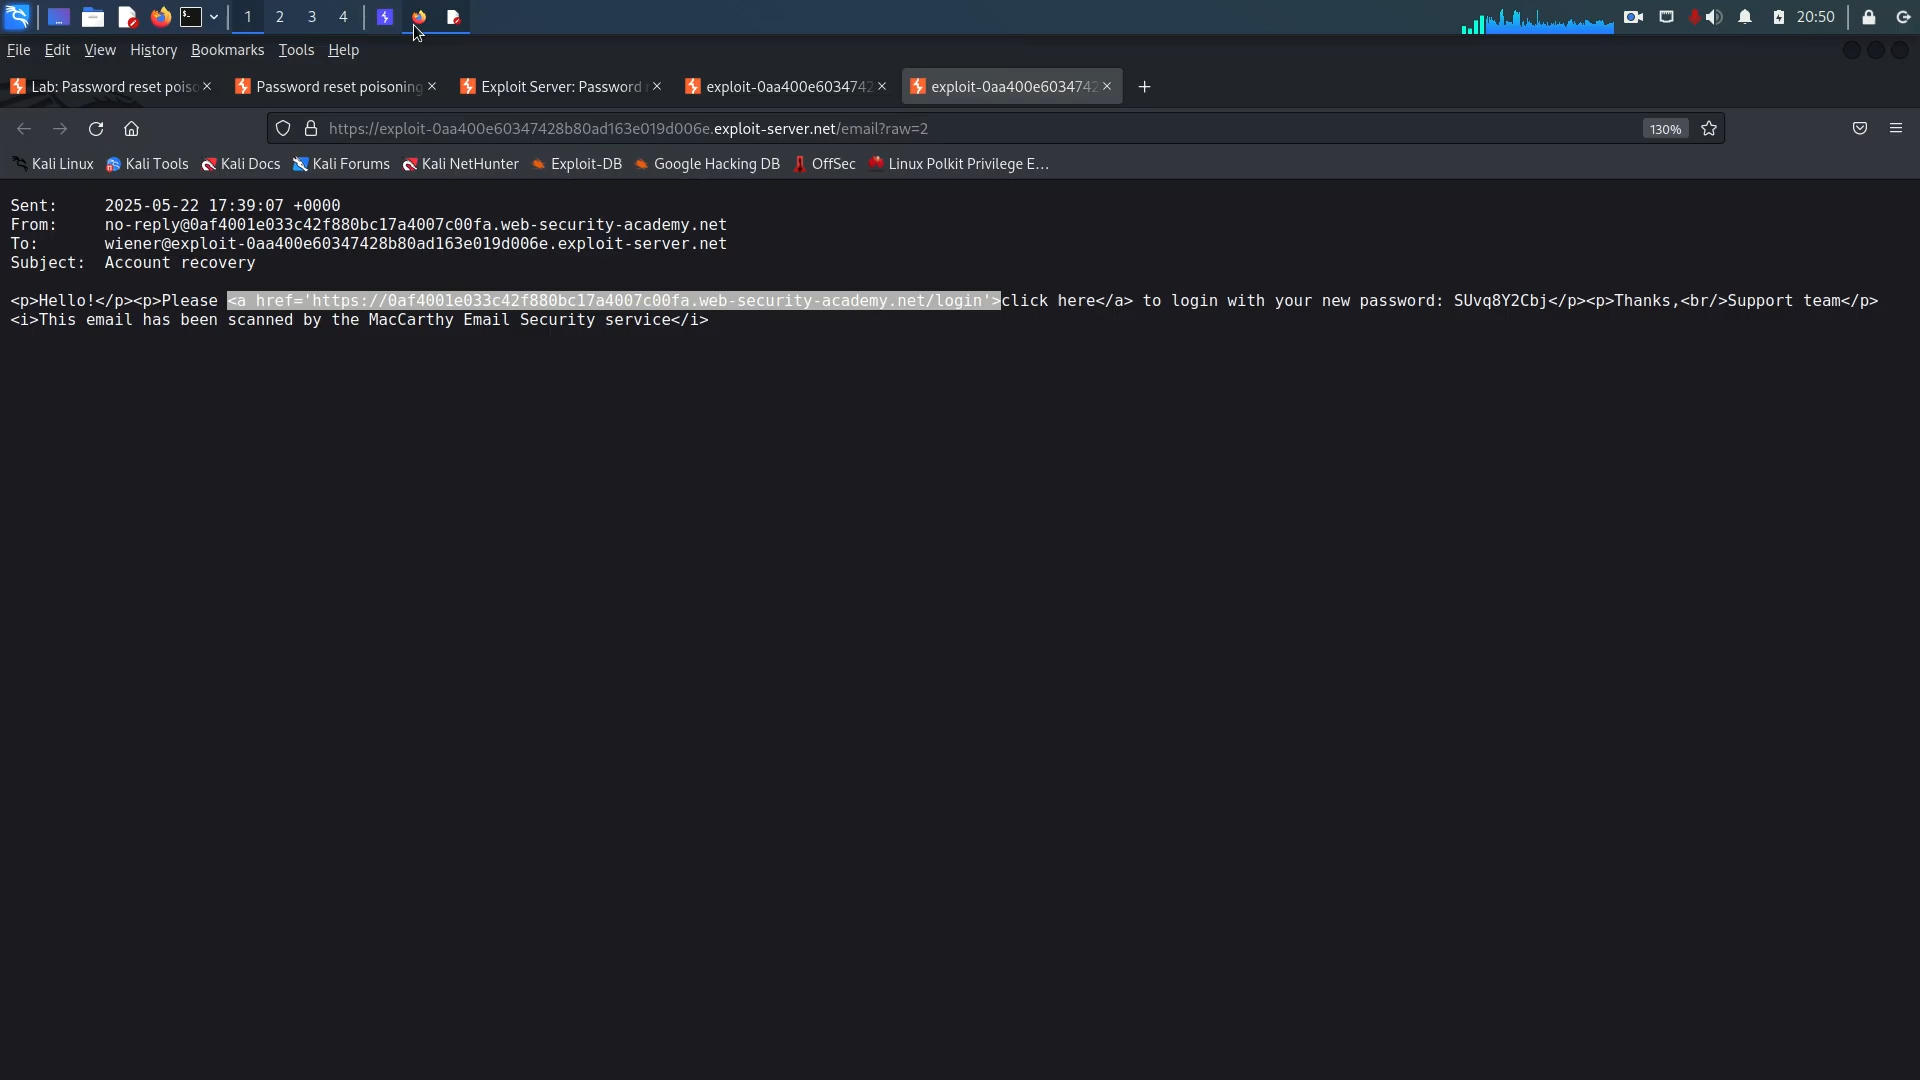 1 2 3 4 20:50
File Edit View History Bookmarks Tools Help
Lab: Password reset poiso Password reset poisoning Exploit Server: Password exploit-0aa400e6034742 exploit-0aa400e6034742
https://exploit-0aa400e60347428b80ad163e019d006e.exploit-server.net/email?raw=2 130%
Kali Linux Kali Tools Kali Docs Kali Forums Kali NetHunter Exploit-DB Google Hacking DB OffSec Linux Polkit Privilege E…
Sent: 2025-05-22 17:39:07 +0000
From: no-reply@0af4001e033c42f880bc17a4007c00fa.web-security-academy.net
To: wiener@exploit-0aa400e60347428b80ad163e019d006e.exploit-server.net
Subject: Account recovery
<p>Hello!</p><p>Please <a href='https://0af4001e033c42f880bc17a4007c00fa.web-security-academy.net/login'>click here</a> to login with your new password: SUvq8Y2Cbj</p><p>Thanks,<br/>Support team</p>
<i>This email has been scanned by the MacCarthy Email Security service</i>